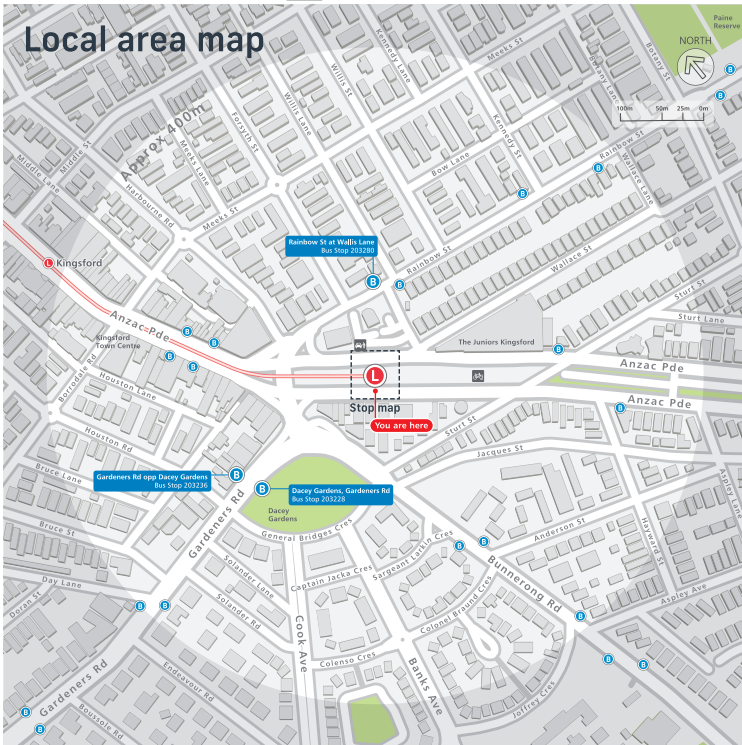 Local area map
Paine
Reserve
NORTH
100m 50m 25m 0m
Approx 400m
Kennedy Lane
Meeks St
Botany St
Botany Lane
Willis St
Willis Lane
Forsyth St
Meeks Lane
Middle St
Middle Lane
Harbourne Rd
Meeks St
Kennedy St
Bow Lane
Rainbow St
Wallace Lane
B
B
B
B
Rainbow St at Wallis Lane
Bus Stop 203280
B
B
Rainbow St
Wallace St
Sturt St
Sturt Lane
L Kingsford
Anzac Pde
B
B
Kingsford
Town Centre
B
B
The Juniors Kingsford
B
Anzac Pde
Anzac Pde
L
Stop map
You are here
B
Borrodale Rd
Houston Lane
Houston Rd
Sturt St
Jacques St
Bruce Lane
Gardeners Rd opp Dacey Gardens
Bus Stop 203236
B
B
Dacey Gardens, Gardeners Rd
Bus Stop 203228
Dacey
Gardens
Gardeners Rd
General Bridges Cres
Bruce St
Anderson St
Hayward St
Aspley Lane
Aspley Ave
B
B
Bunnerong Rd
Sargeant Larkin Cres
Captain Jacka Cres
Solander Lane
Solander Rd
Day Lane
Doran St
B
B
Cook Ave
Colonel Braund Cres
B
Colenso Cres
Banks Ave
Joffrey Cres
B
B
Endeavour Rd
Gardeners Rd
Boussole Rd
B
B